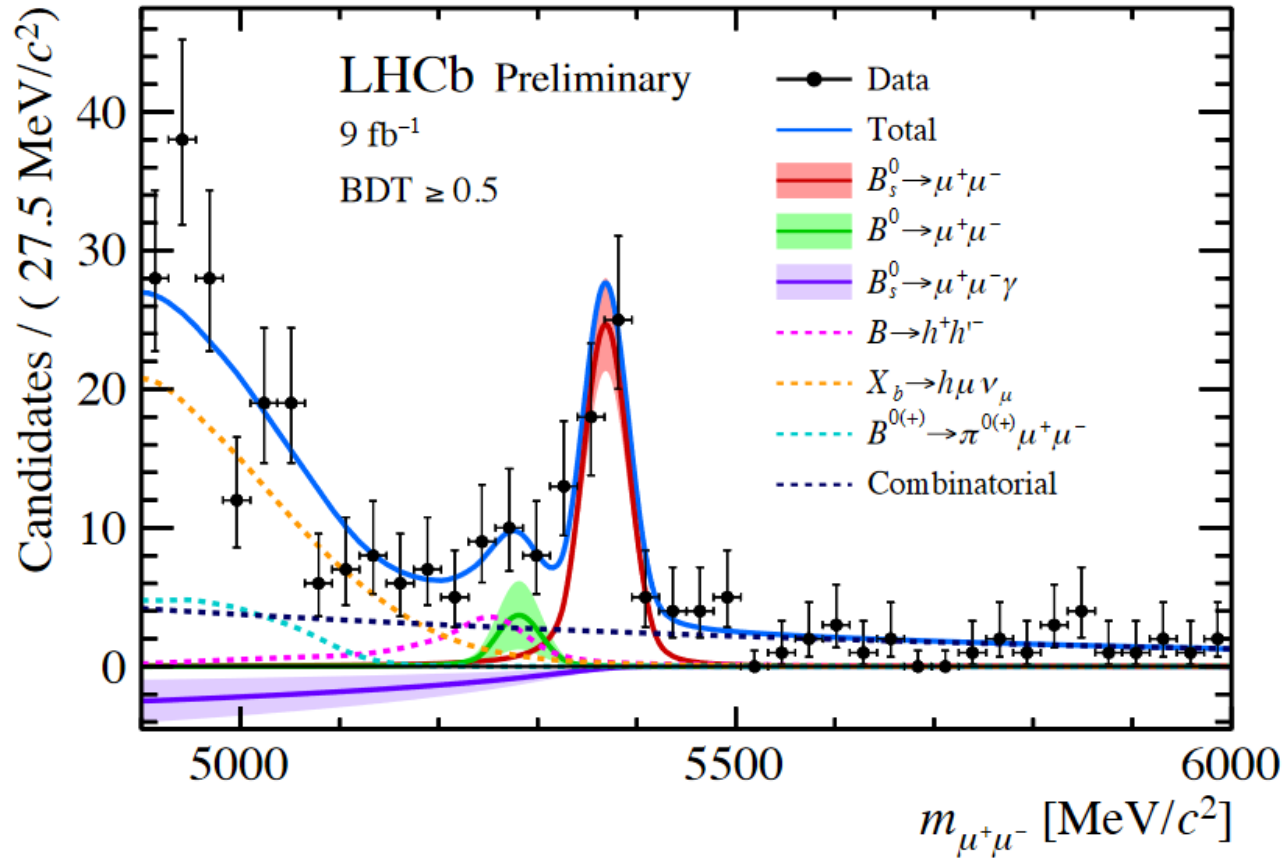 Candidates / ( 27.5 MeV/c²)
40
30
20
10
0
LHCb Preliminary
9 fb⁻¹
BDT ≥ 0.5
Data
Total
B⁰ₛ→μ⁺μ⁻
B⁰→μ⁺μ⁻
B⁰ₛ→μ⁺μ⁻γ
B→h⁺h'⁻
X_b→hμν_μ
B⁰⁽⁺⁾→π⁰⁽⁺⁾μ⁺μ⁻
Combinatorial
5000
5500
6000
m_μ⁺μ⁻ [MeV/c²]